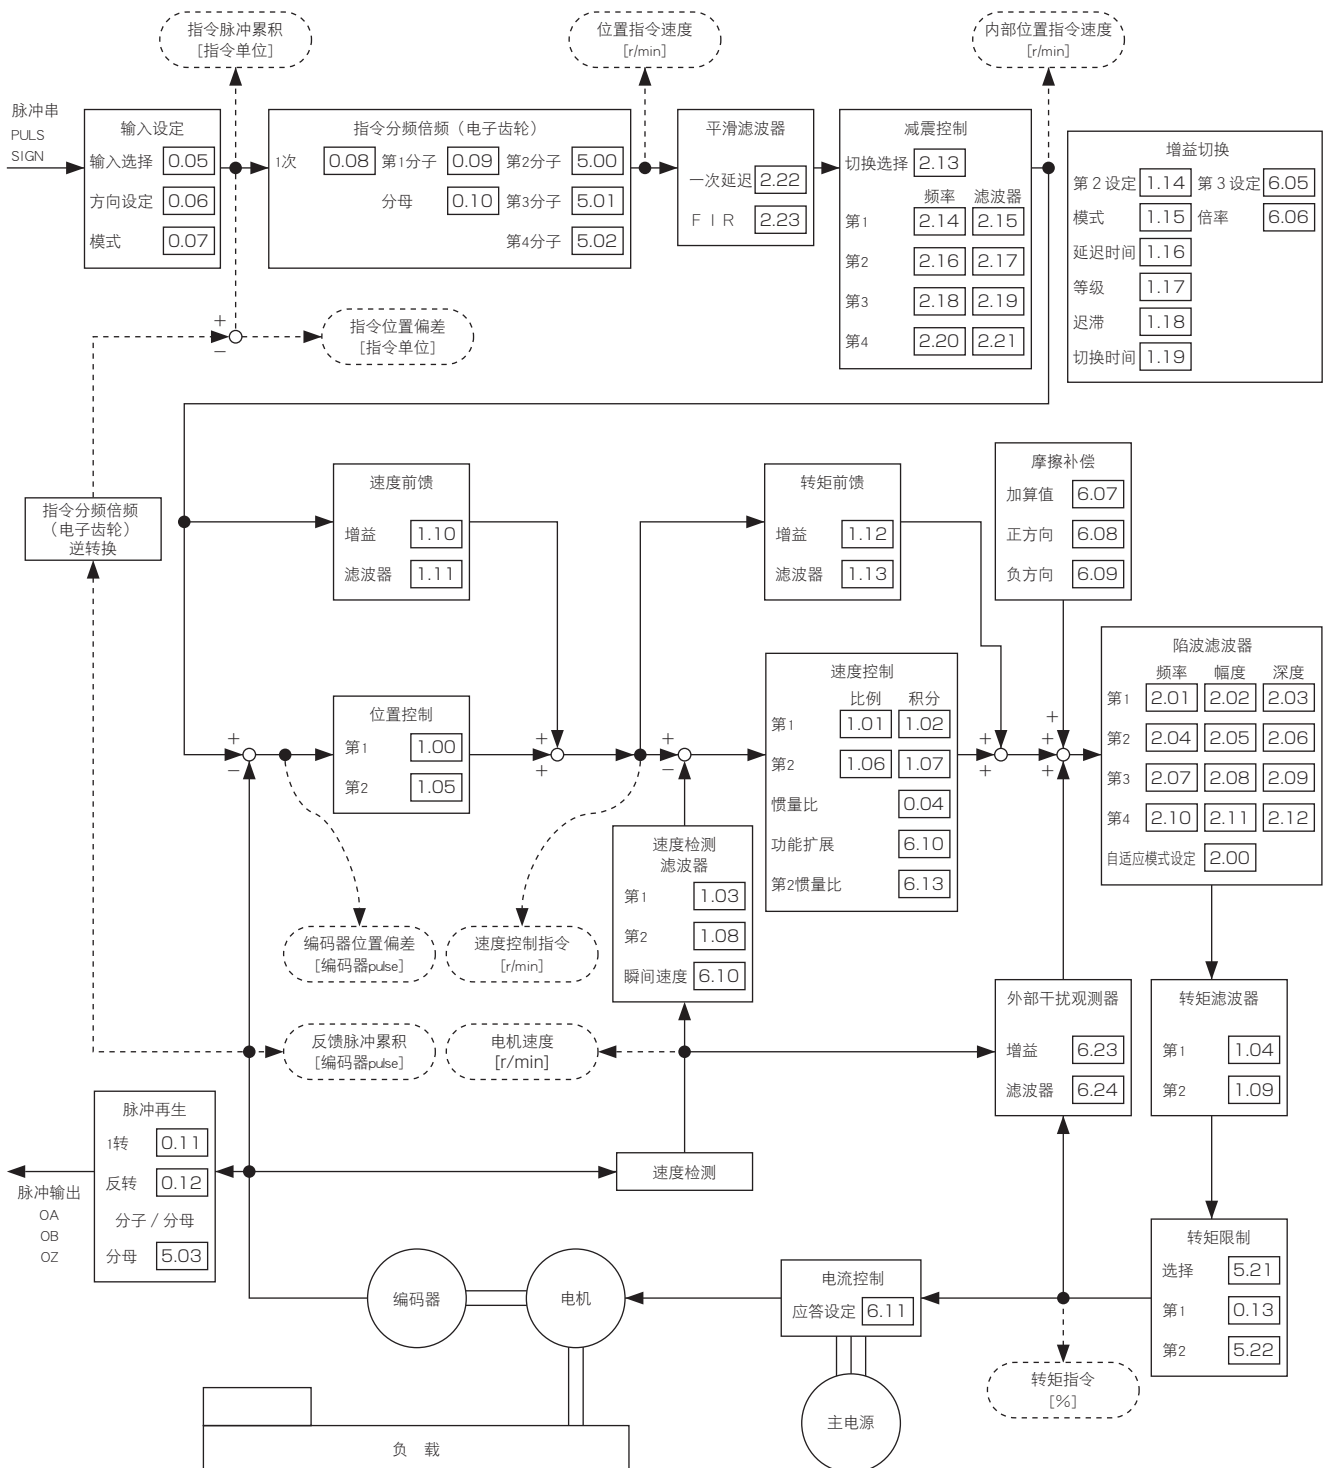 指令脉冲累积
[指令单位]
位置指令速度
[r/min]
内部位置指令速度
[r/min]
脉冲串
PULS
SIGN
输入设定
输入选择 0.05
方向设定 0.06
模式 0.07
指令分频倍频（电子齿轮）
1次 0.08 第1分子 0.09 第2分子 5.00
分母 0.10 第3分子 5.01
第4分子 5.02
平滑滤波器
一次延迟 2.22
F I R 2.23
减震控制
切换选择 2.13
频率 滤波器
第1 2.14 2.15
第2 2.16 2.17
第3 2.18 2.19
第4 2.20 2.21
增益切换
第2设定 1.14 第3设定 6.05
模式 1.15 倍率 6.06
延迟时间 1.16
等级 1.17
迟滞 1.18
切换时间 1.19
+
−
指令位置偏差
[指令单位]
指令分频倍频
（电子齿轮）
逆转换
速度前馈
增益 1.10
滤波器 1.11
转矩前馈
增益 1.12
滤波器 1.13
摩擦补偿
加算值 6.07
正方向 6.08
负方向 6.09
+
−
位置控制
第1 1.00
第2 1.05
+
+
+
−
速度控制
比例 积分
第1 1.01 1.02
第2 1.06 1.07
惯量比 0.04
功能扩展 6.10
第2惯量比 6.13
+
+
+
+
+
陷波滤波器
频率 幅度 深度
第1 2.01 2.02 2.03
第2 2.04 2.05 2.06
第3 2.07 2.08 2.09
第4 2.10 2.11 2.12
自适应模式设定 2.00
速度检测
滤波器
第1 1.03
第2 1.08
瞬间速度 6.10
编码器位置偏差
[编码器pulse]
速度控制指令
[r/min]
反馈脉冲累积
[编码器pulse]
电机速度
[r/min]
外部干扰观测器
增益 6.23
滤波器 6.24
转矩滤波器
第1 1.04
第2 1.09
脉冲再生
1转 0.11
反转 0.12
分子 / 分母
分母 5.03
脉冲输出
OA
OB
OZ
速度检测
编码器
电机
电流控制
应答设定 6.11
转矩限制
选择 5.21
第1 0.13
第2 5.22
转矩指令
[%]
主电源
负 载